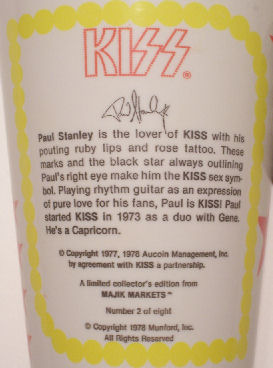 KISS®
Paul Stanley
Paul Stanley is the lover of KISS with his
pouting ruby lips and rose tattoo. These
marks and the black star always outlining
Paul's right eye make him the KISS sex sym-
bol. Playing rhythm guitar as an expression
of pure love for his fans, Paul is KISS! Paul
started KISS in 1973 as a duo with Gene.
He's a Capricorn.
© Copyright 1977, 1978 Aucoin Management, Inc.
by agreement with KISS a partnership.
A limited collector's edition from
MAJIK MARKETS™
Number 2 of eight
© Copyright 1978 Munford, Inc.
All Rights Reserved